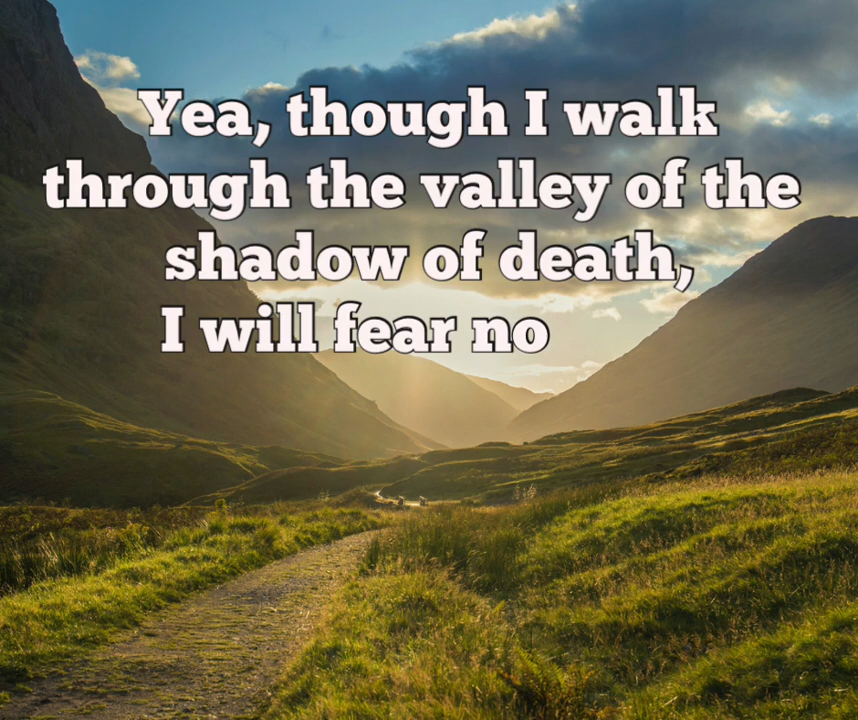 Yea, though I walk
through the valley of the
shadow of death,
I will fear no